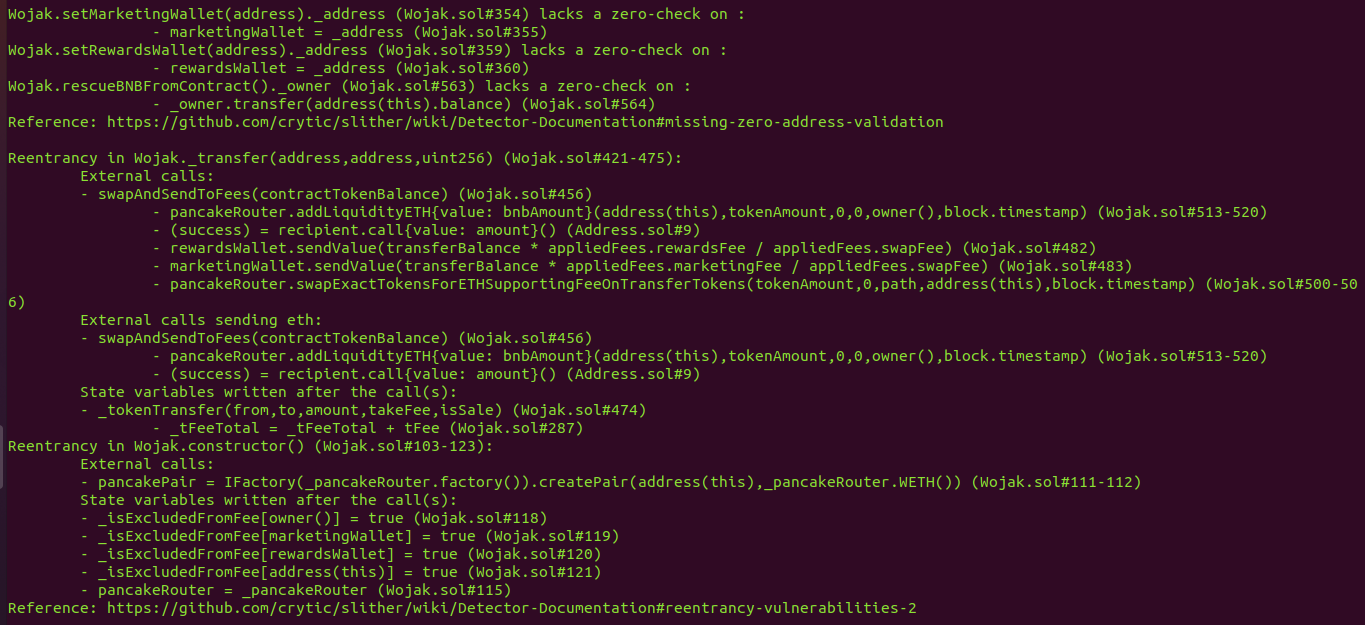 Wojak.setMarketingWallet(address)._address (Wojak.sol#354) lacks a zero-check on :
- marketingWallet = _address (Wojak.sol#355)
Wojak.setRewardsWallet(address)._address (Wojak.sol#359) lacks a zero-check on :
- rewardsWallet = _address (Wojak.sol#360)
Wojak.rescueBNBFromContract()._owner (Wojak.sol#563) lacks a zero-check on :
- _owner.transfer(address(this).balance) (Wojak.sol#564)
Reference: https://github.com/crytic/slither/wiki/Detector-Documentation#missing-zero-address-validation
Reentrancy in Wojak._transfer(address,address,uint256) (Wojak.sol#421-475):
External calls:
- swapAndSendToFees(contractTokenBalance) (Wojak.sol#456)
- pancakeRouter.addLiquidityETH{value: bnbAmount}(address(this),tokenAmount,0,0,owner(),block.timestamp) (Wojak.sol#513-520)
- (success) = recipient.call{value: amount}() (Address.sol#9)
- rewardsWallet.sendValue(transferBalance * appliedFees.rewardsFee / appliedFees.swapFee) (Wojak.sol#482)
- marketingWallet.sendValue(transferBalance * appliedFees.marketingFee / appliedFees.swapFee) (Wojak.sol#483)
- pancakeRouter.swapExactTokensForETHSupportingFeeOnTransferTokens(tokenAmount,0,path,address(this),block.timestamp) (Wojak.sol#500-50
6)
External calls sending eth:
- swapAndSendToFees(contractTokenBalance) (Wojak.sol#456)
- pancakeRouter.addLiquidityETH{value: bnbAmount}(address(this),tokenAmount,0,0,owner(),block.timestamp) (Wojak.sol#513-520)
- (success) = recipient.call{value: amount}() (Address.sol#9)
State variables written after the call(s):
- _tokenTransfer(from,to,amount,takeFee,isSale) (Wojak.sol#474)
- _tFeeTotal = _tFeeTotal + tFee (Wojak.sol#287)
Reentrancy in Wojak.constructor() (Wojak.sol#103-123):
External calls:
- pancakePair = IFactory(_pancakeRouter.factory()).createPair(address(this),_pancakeRouter.WETH()) (Wojak.sol#111-112)
State variables written after the call(s):
- _isExcludedFromFee[owner()] = true (Wojak.sol#118)
- _isExcludedFromFee[marketingWallet] = true (Wojak.sol#119)
- _isExcludedFromFee[rewardsWallet] = true (Wojak.sol#120)
- _isExcludedFromFee[address(this)] = true (Wojak.sol#121)
- pancakeRouter = _pancakeRouter (Wojak.sol#115)
Reference: https://github.com/crytic/slither/wiki/Detector-Documentation#reentrancy-vulnerabilities-2